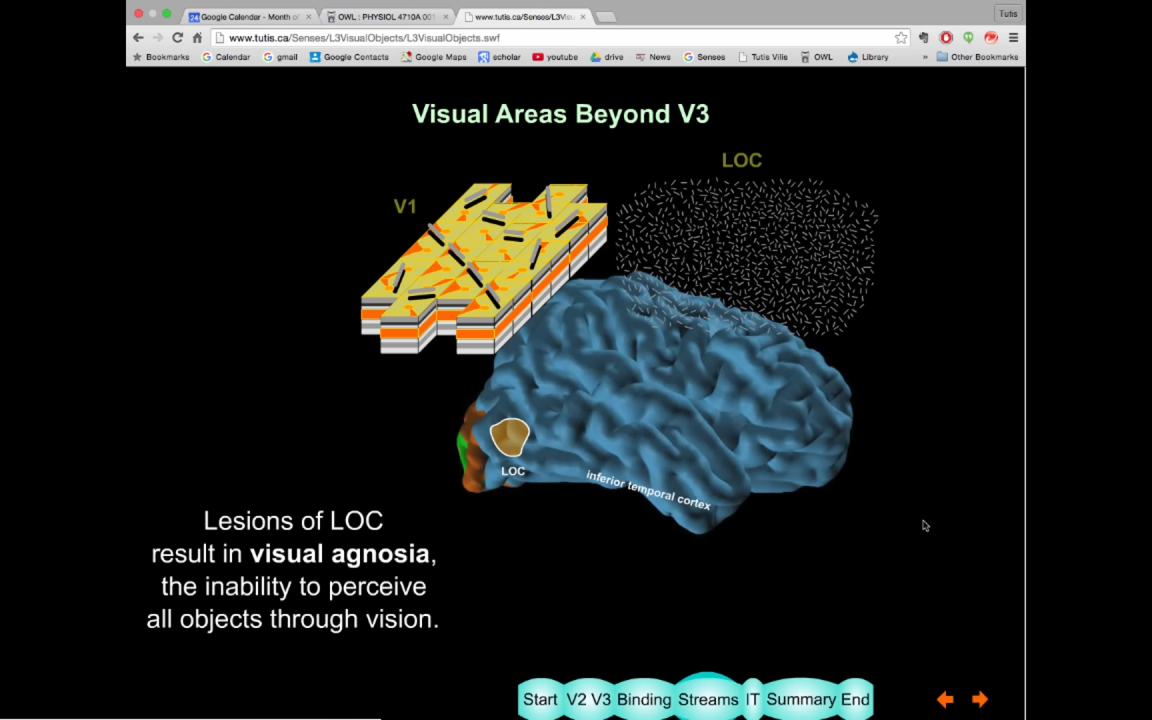 Google Calendar - Month o
OWL : PHYSIOL 4710A 001
www.tutis.ca/Senses/L3Visu
Tutis
www.tutis.ca/Senses/L3VisualObjects/L3VisualObjects.swf
Bookmarks Calendar gmail Google Contacts Google Maps scholar youtube drive News Senses Tutis Vilis OWL Library » Other Bookmarks
Visual Areas Beyond V3
LOC
V1
LOC
inferior temporal cortex
Lesions of LOC
result in visual agnosia,
the inability to perceive
all objects through vision.
Start V2 V3 Binding Streams IT Summary End